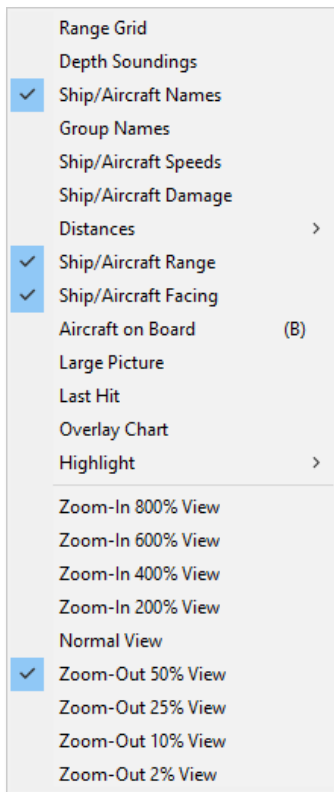 Range Grid
Depth Soundings
Ship/Aircraft Names
Group Names
Ship/Aircraft Speeds
Ship/Aircraft Damage
Distances
Ship/Aircraft Range
Ship/Aircraft Facing
Aircraft on Board (B)
Large Picture
Last Hit
Overlay Chart
Highlight
Zoom-In 800% View
Zoom-In 600% View
Zoom-In 400% View
Zoom-In 200% View
Normal View
Zoom-Out 50% View
Zoom-Out 25% View
Zoom-Out 10% View
Zoom-Out 2% View